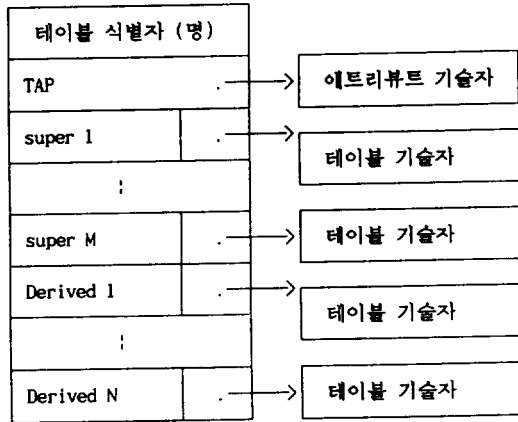 테이블 식별자 (명)
TAP
애트리뷰트 기술자
super 1
테이블 기술자
super M
테이블 기술자
Derived 1
테이블 기술자
Derived N
테이블 기술자